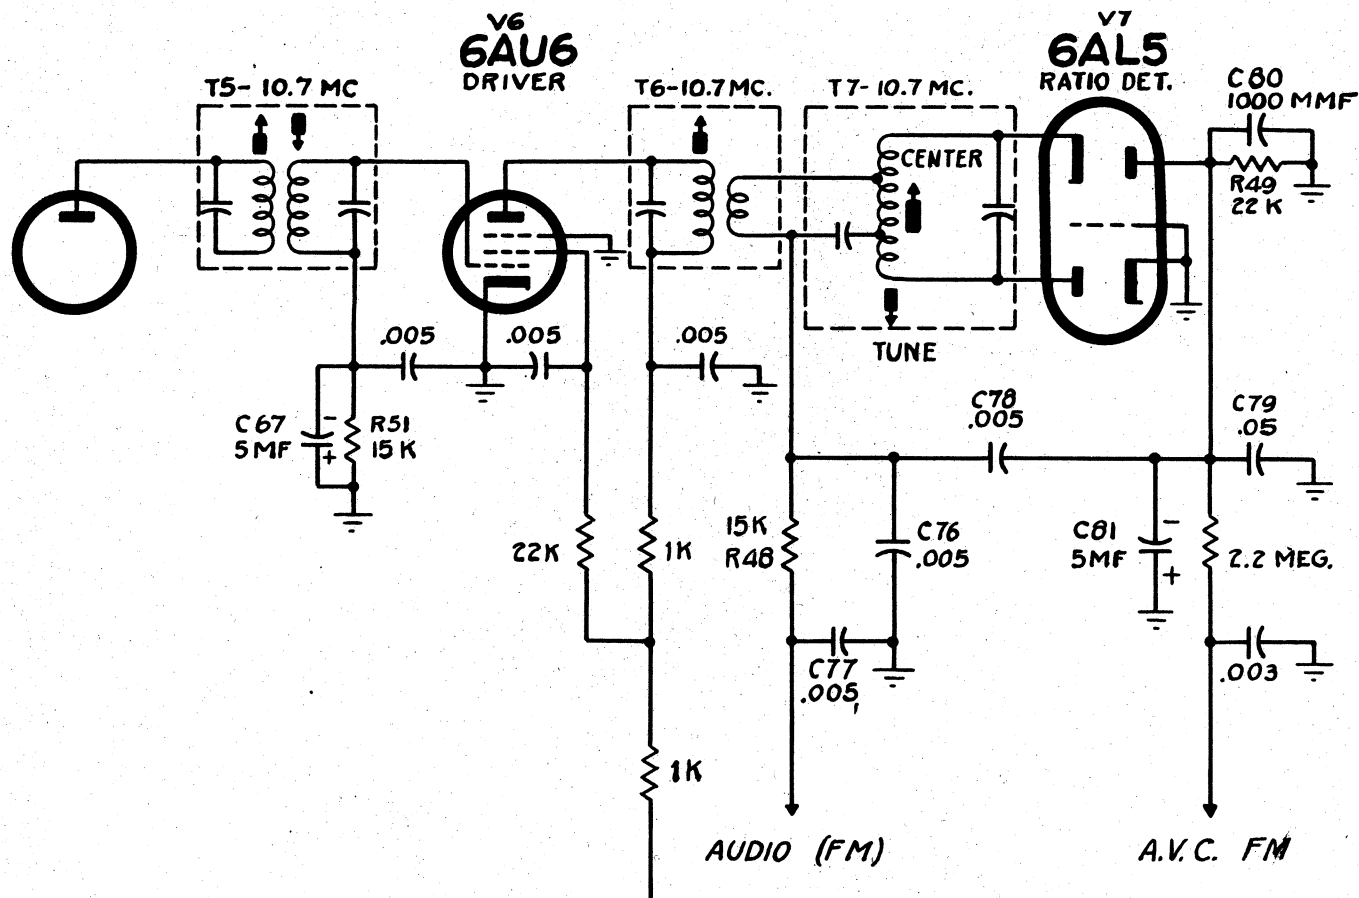 V6
6AU6
DRIVER
V7
6AL5
RATIO DET.
T5- 10.7 MC
T6-10.7 MC.
T7- 10.7 MC.
C80
1000 MMF
CENTER
R49
22 K
TUNE
.005
.005
.005
C67
5 MF
-
+
R51
15 K
C78
.005
C79
.05
22K
1K
15K
R48
C76
.005
C81
5MF
-
+
2.2 MEG.
C77
.005
.003
1K
AUDIO (FM)
A.V.C. FM